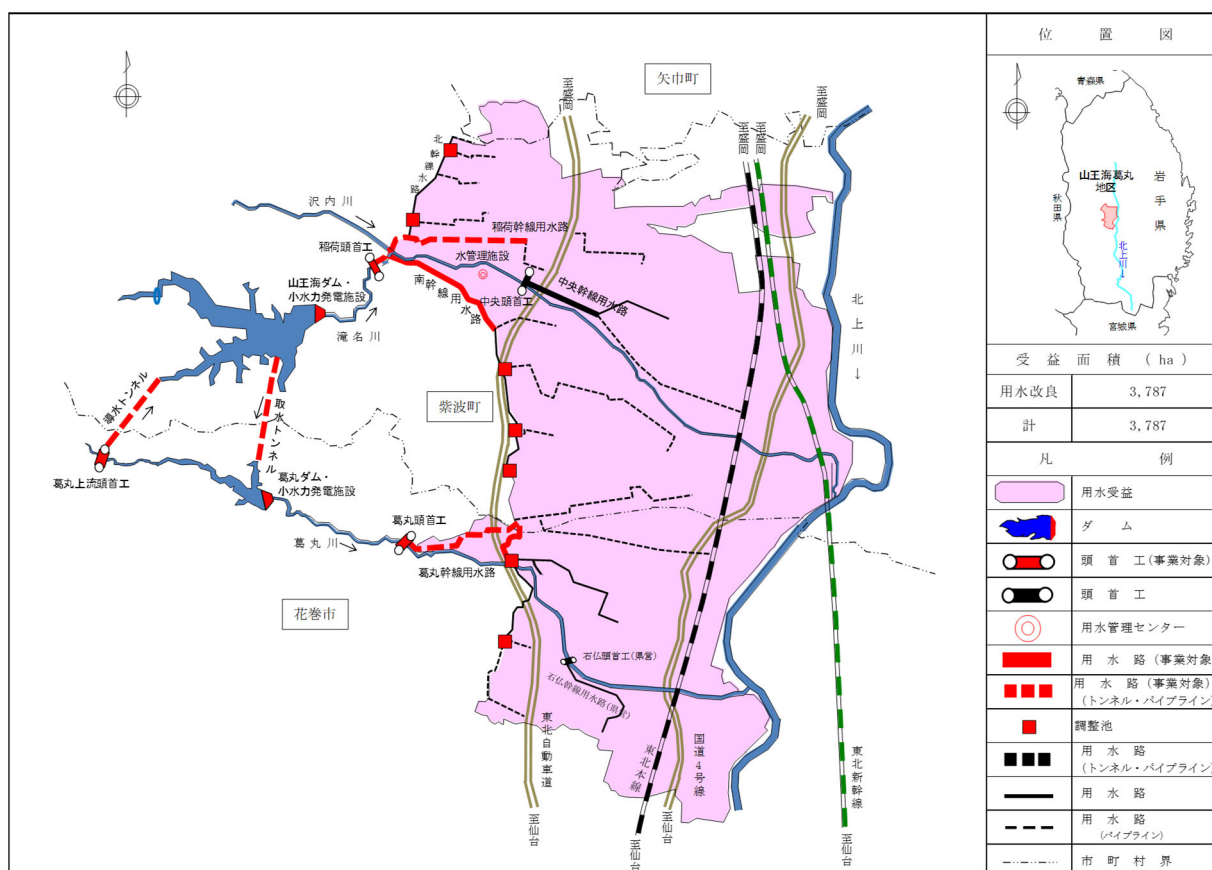 矢巾町
至盛岡
至盛岡
至盛岡
至盛岡
北幹線水路
沢内川
稲荷頭首工
稲荷幹線用水路
水管理施設
山王海ダム・
小水力発電施設
中央頭首工
中央幹線用水路
南幹線用水路
滝名川
北上川
↓
導水トンネル
取水トンネル
紫波町
葛丸上流頭首工
葛丸ダム・
小水力発電施設
葛丸頭首工
葛丸川
葛丸幹線用水路
花巻市
石仏頭首工(県営)
石仏幹線用水路(県営)
東北自動車道
東北本線
国道4号線
東北新幹線
至仙台
至仙台
至仙台
至仙台
位置図
青森県
山王海葛丸
地区
岩手県
秋田県
北上川→
宮城県
受益面積 (ha)
用水改良 3,787
計 3,787
凡例
用水受益
ダム
頭首工(事業対象)
頭首工
用水管理センター
用水路(事業対象
用水路(事業対象)
(トンネル・パイプライン)
調整池
用水路
(トンネル・パイプライン)
用水路
用水路
(パイプライン)
市町村界